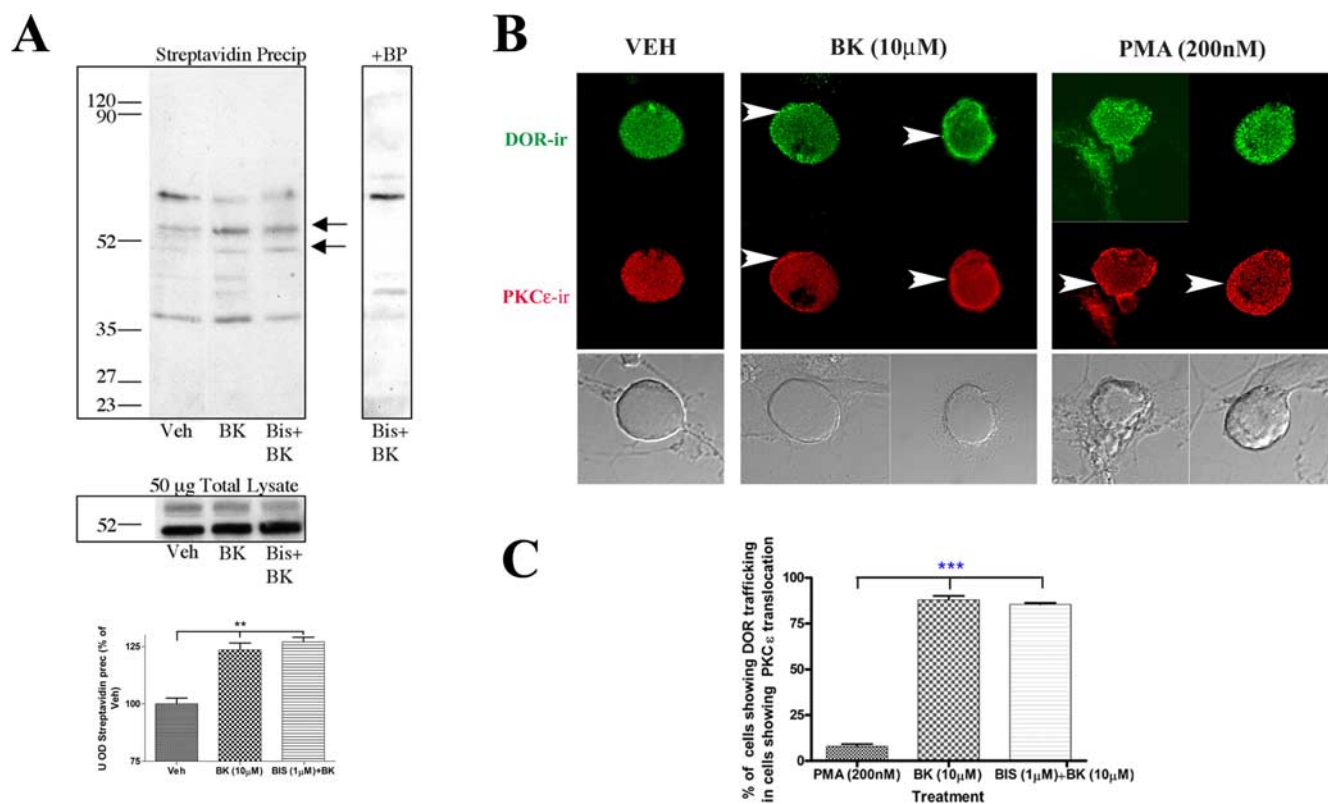 A
Streptavidin Precip
+BP
120
90
52
35
27
23
Veh
BK
Bis+
BK
Bis+
BK
50 µg Total Lysate
52
Veh
BK
Bis+
BK
U OD Streptavidin prec (% of
Veh)
125
100
75
**
Veh
BK (10µM)
BIS (1µM)+BK
B
VEH
BK (10µM)
PMA (200nM)
DOR-ir
PKCε-ir
C
% of cells showing DOR trafficking
in cells showing PKC ε translocation
100
75
50
25
0
***
PMA (200nM)
BK (10µM)
BIS (1µM)+BK (10µM)
Treatment